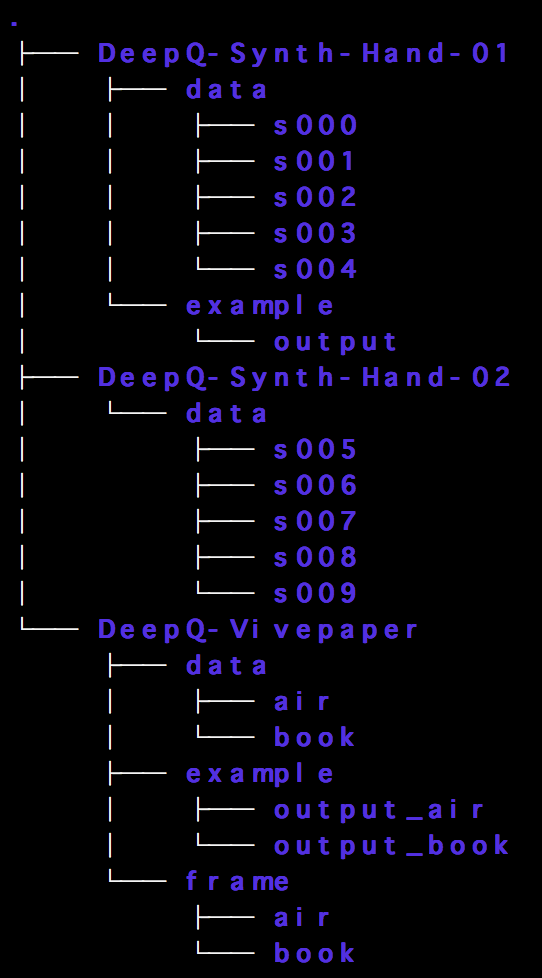 .
├── DeepQ-Synth-Hand-01
│   ├── data
│   │   ├── s000
│   │   ├── s001
│   │   ├── s002
│   │   ├── s003
│   │   └── s004
│   └── example
│       └── output
├── DeepQ-Synth-Hand-02
│   └── data
│       ├── s005
│       ├── s006
│       ├── s007
│       ├── s008
│       └── s009
└── DeepQ-Vivepaper
    ├── data
    │   ├── air
    │   └── book
    ├── example
    │   ├── output_air
    │   └── output_book
    └── frame
        ├── air
        └── book